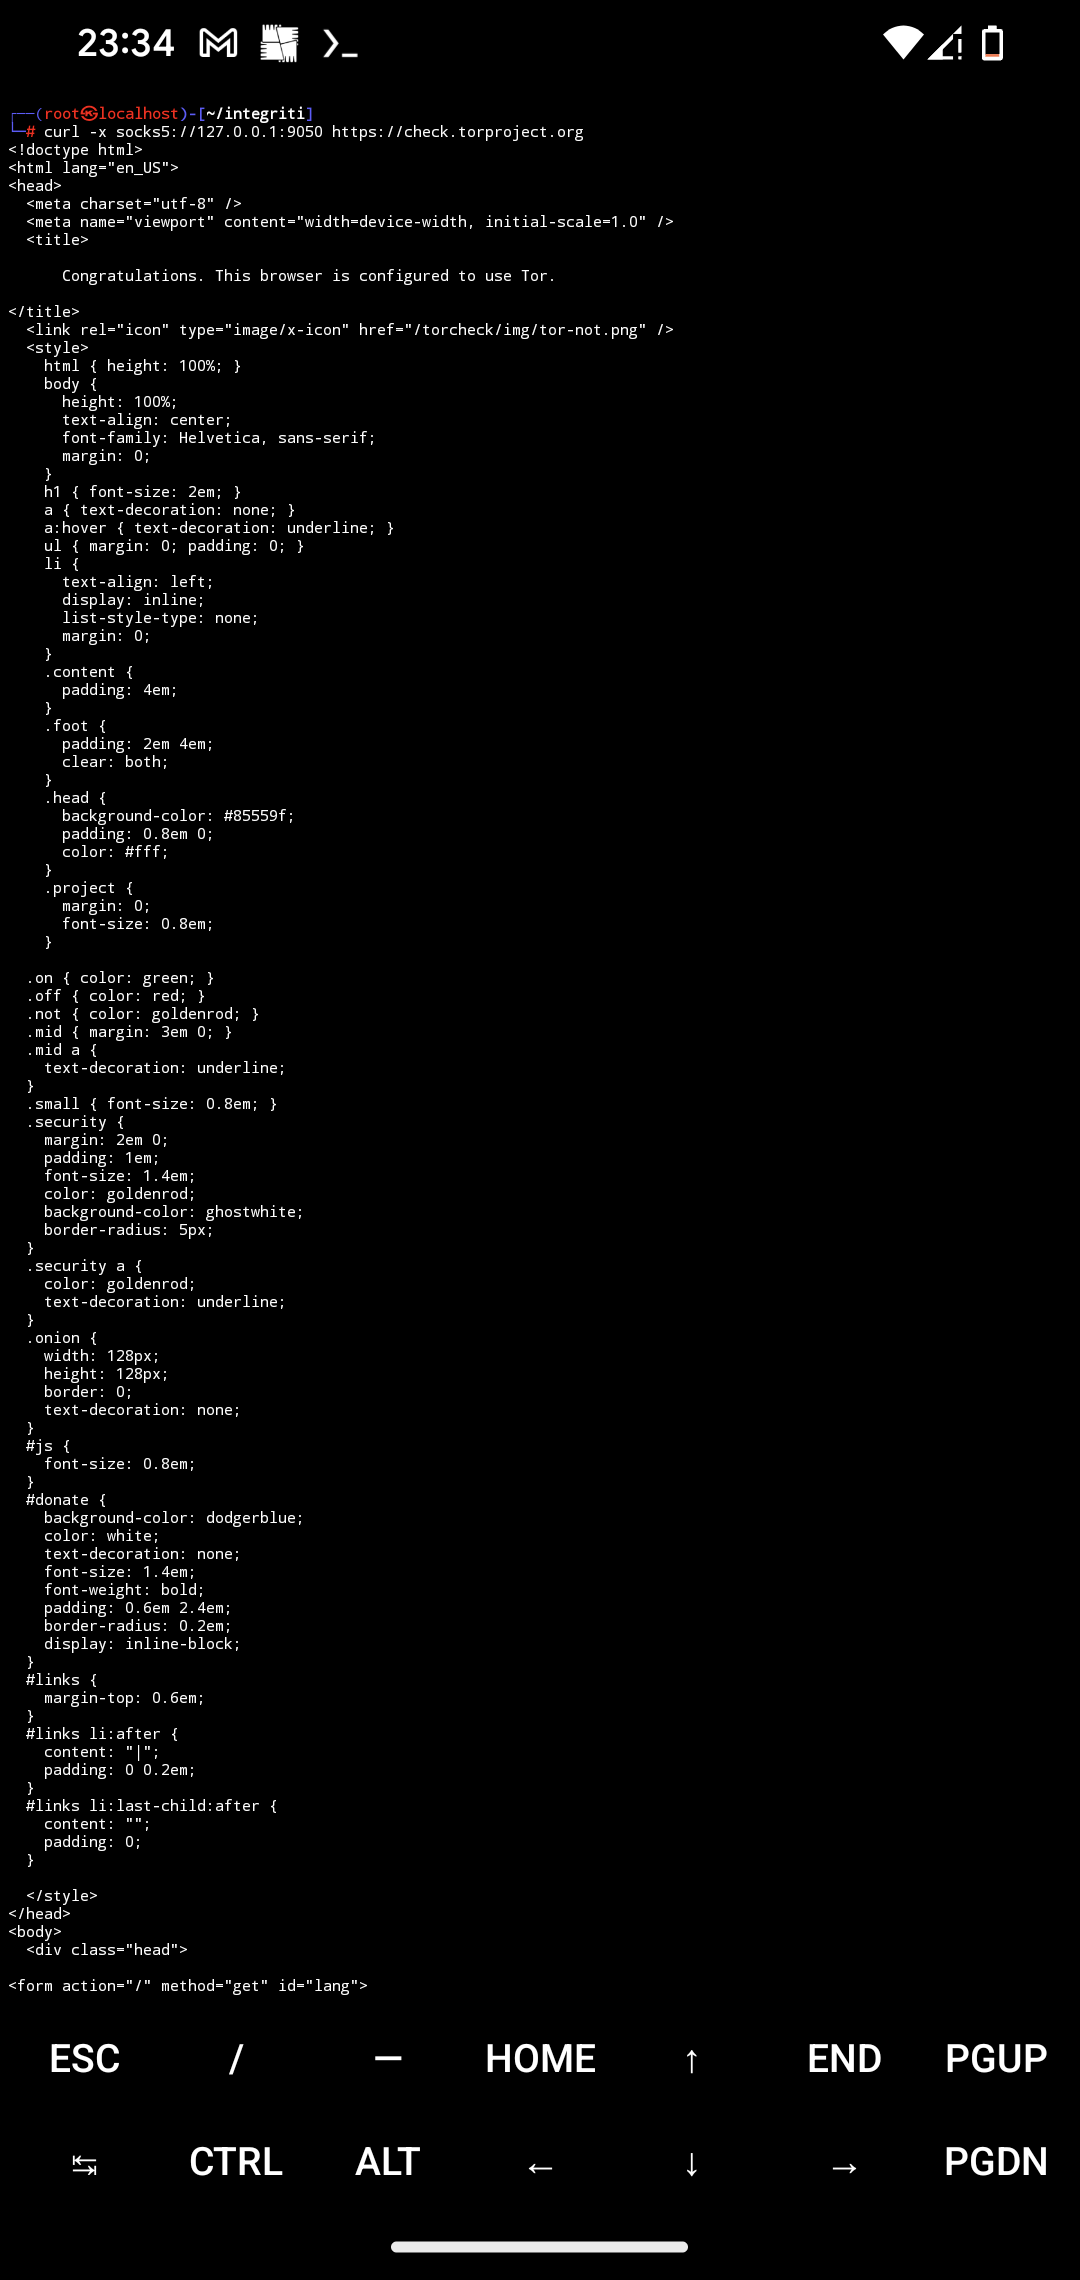 23:34
┌──(root㉿localhost)-[~/integriti]
└─# curl -x socks5://127.0.0.1:9050 https://check.torproject.org
<!doctype html>
<html lang="en_US">
<head>
  <meta charset="utf-8" />
  <meta name="viewport" content="width=device-width, initial-scale=1.0" />
  <title>
      Congratulations. This browser is configured to use Tor.
</title>
  <link rel="icon" type="image/x-icon" href="/torcheck/img/tor-not.png" />
  <style>
    html { height: 100%; }
    body {
      height: 100%;
      text-align: center;
      font-family: Helvetica, sans-serif;
      margin: 0;
    }
    h1 { font-size: 2em; }
    a { text-decoration: none; }
    a:hover { text-decoration: underline; }
    ul { margin: 0; padding: 0; }
    li {
      text-align: left;
      display: inline;
      list-style-type: none;
      margin: 0;
    }
    .content {
      padding: 4em;
    }
    .foot {
      padding: 2em 4em;
      clear: both;
    }
    .head {
      background-color: #85559f;
      padding: 0.8em 0;
      color: #fff;
    }
    .project {
      margin: 0;
      font-size: 0.8em;
    }
  .on { color: green; }
  .off { color: red; }
  .not { color: goldenrod; }
  .mid { margin: 3em 0; }
  .mid a {
    text-decoration: underline;
  }
  .small { font-size: 0.8em; }
  .security {
    margin: 2em 0;
    padding: 1em;
    font-size: 1.4em;
    color: goldenrod;
    background-color: ghostwhite;
    border-radius: 5px;
  }
  .security a {
    color: goldenrod;
    text-decoration: underline;
  }
  .onion {
    width: 128px;
    height: 128px;
    border: 0;
    text-decoration: none;
  }
  #js {
    font-size: 0.8em;
  }
  #donate {
    background-color: dodgerblue;
    color: white;
    text-decoration: none;
    font-size: 1.4em;
    font-weight: bold;
    padding: 0.6em 2.4em;
    border-radius: 0.2em;
    display: inline-block;
  }
  #links {
    margin-top: 0.6em;
  }
  #links li:after {
    content: "|";
    padding: 0 0.2em;
  }
  #links li:last-child:after {
    content: "";
    padding: 0;
  }
  </style>
</head>
<body>
  <div class="head">
<form action="/" method="get" id="lang">
ESC / — HOME ↑ END PGUP
↹ CTRL ALT ← ↓ → PGDN